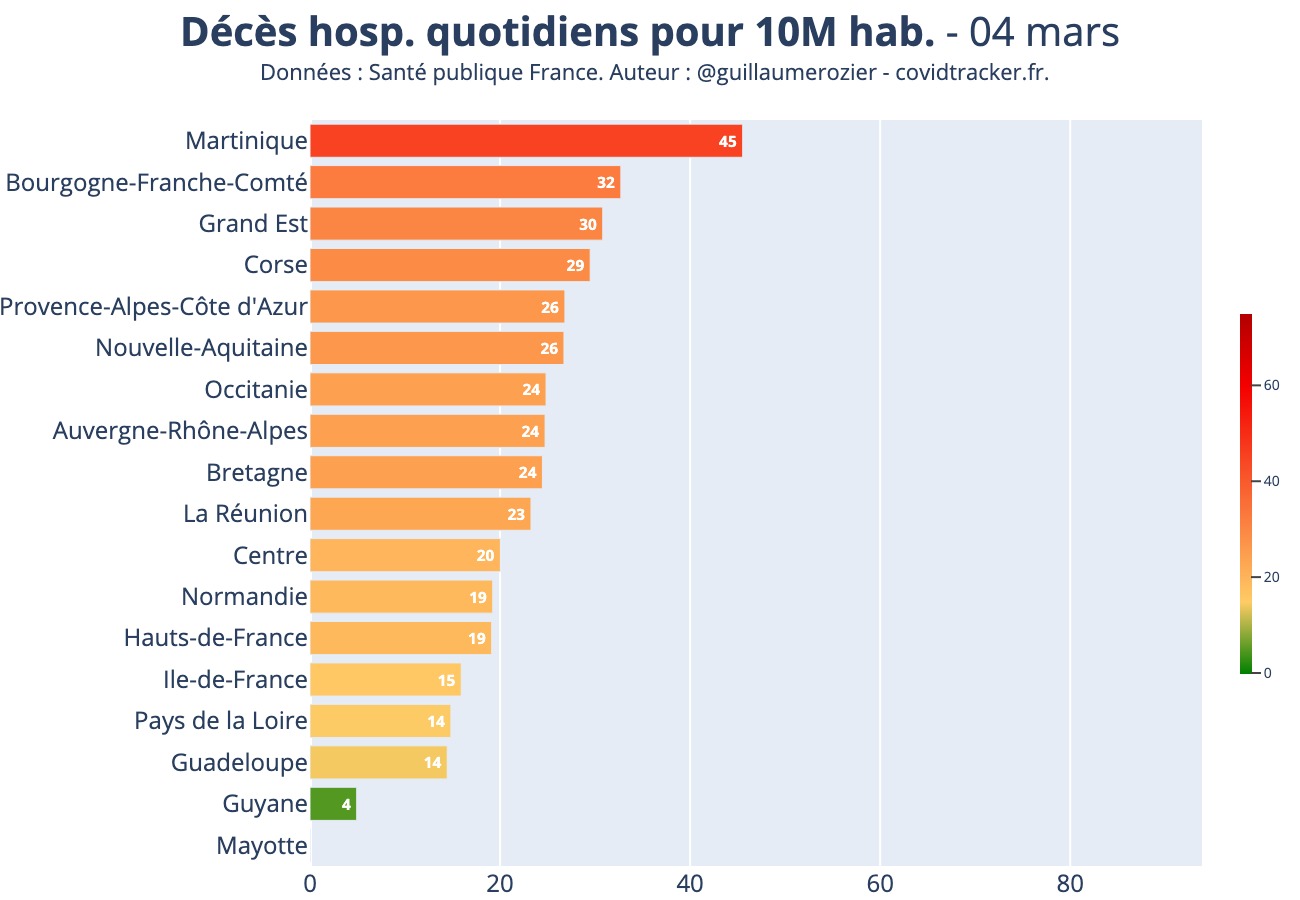 Décès hosp. quotidiens pour 10M hab. - 04 mars
Données : Santé publique France. Auteur : @guillaumerozier - covidtracker.fr.
Martinique 45
Bourgogne-Franche-Comté 32
Grand Est 30
Corse 29
Provence-Alpes-Côte d'Azur 26
Nouvelle-Aquitaine 26
Occitanie 24
Auvergne-Rhône-Alpes 24
Bretagne 24
La Réunion 23
Centre 20
Normandie 19
Hauts-de-France 19
Ile-de-France 15
Pays de la Loire 14
Guadeloupe 14
Guyane 4
Mayotte
0 20 40 60 80
60
40
20
0